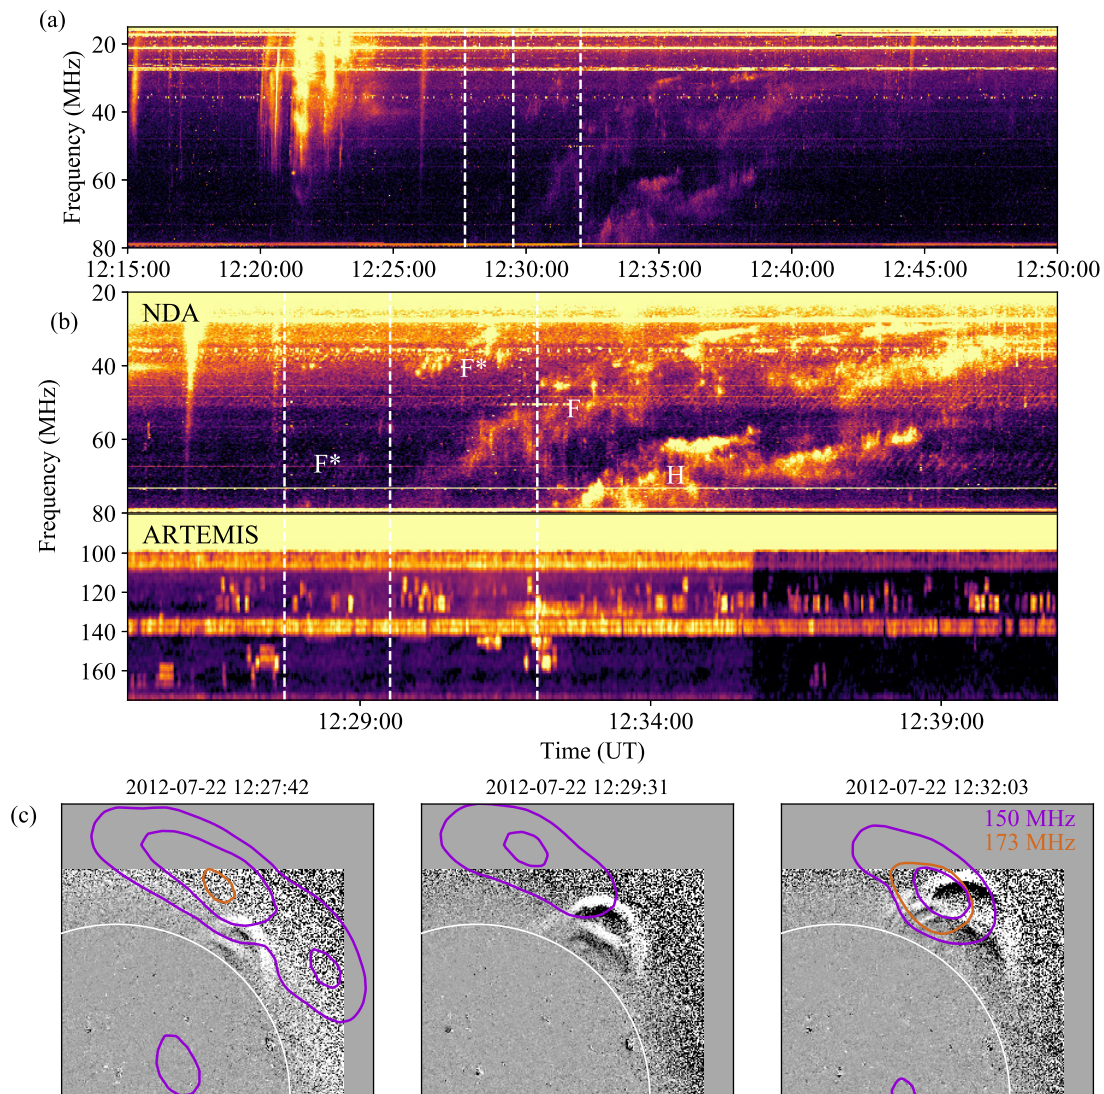 (a)
Frequency (MHz)
20
40
60
80
12:15:00 12:20:00 12:25:00 12:30:00 12:35:00 12:40:00 12:45:00 12:50:00
(b)
Frequency (MHz)
20
40
60
80
NDA
F*
F*
F
H
ARTEMIS
100
120
140
160
12:29:00 12:34:00 12:39:00
Time (UT)
(c)
2012-07-22 12:27:42
2012-07-22 12:29:31
2012-07-22 12:32:03
150 MHz
173 MHz